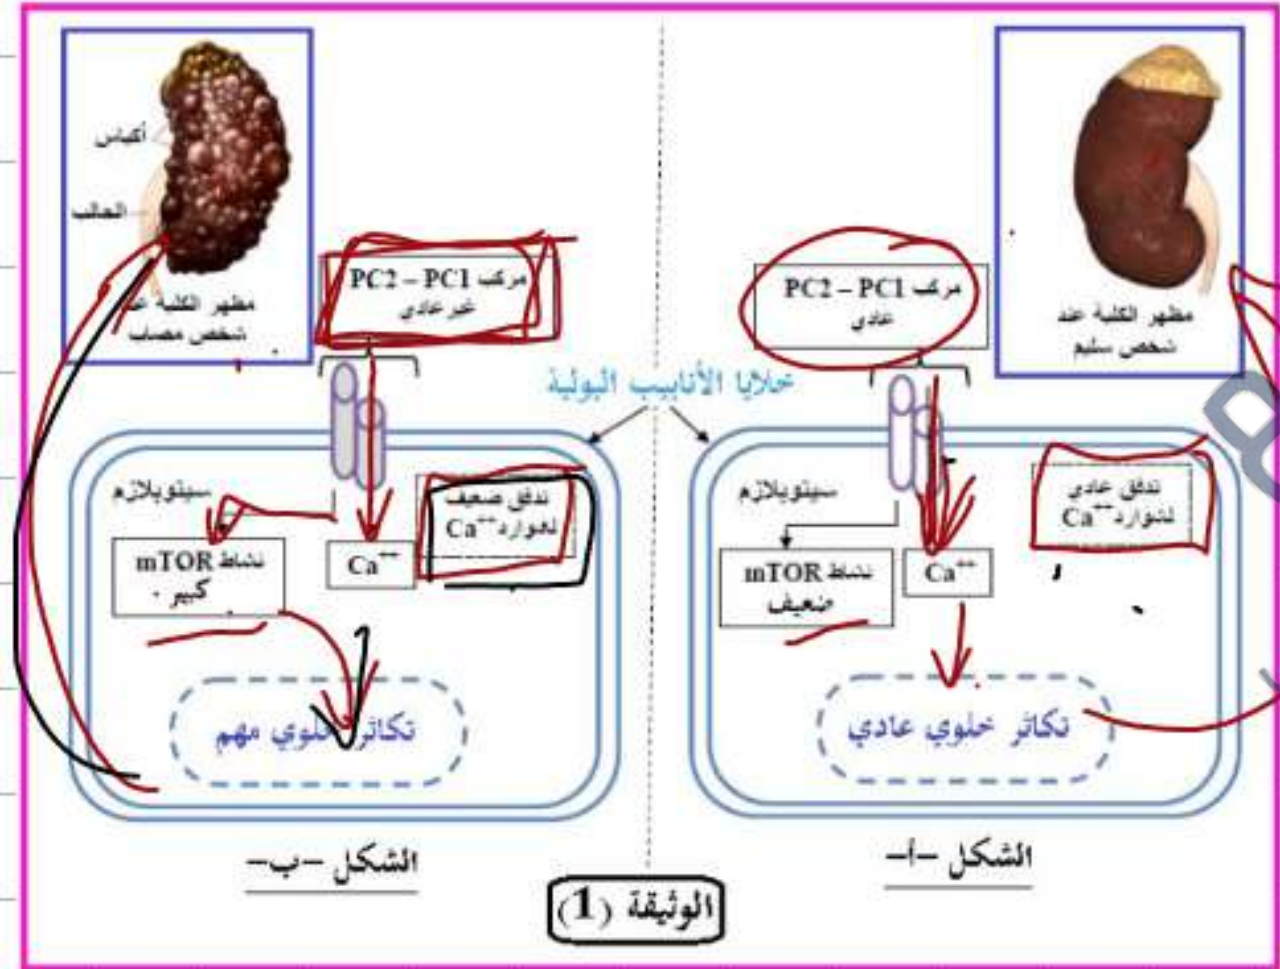 مظهر الكلية عند
شخص سليم
مركب PC2 – PC1
عادي
خلايا الأنابيب البولية
سيتوبلازم
تدفق عادي
لشوارد Ca++
نشاط mTOR
ضعيف
Ca++
تكاثر خلوي عادي
الشكل –أ–
أكياس
الحالب
مظهر الكلية عند
شخص مصاب
مركب PC2 – PC1
غير عادي
سيتوبلازم
تدفق ضعيف
لشوارد Ca++
نشاط mTOR
كبير
Ca++
تكاثر خلوي مهم
الشكل –ب–
الوثيقة (1)